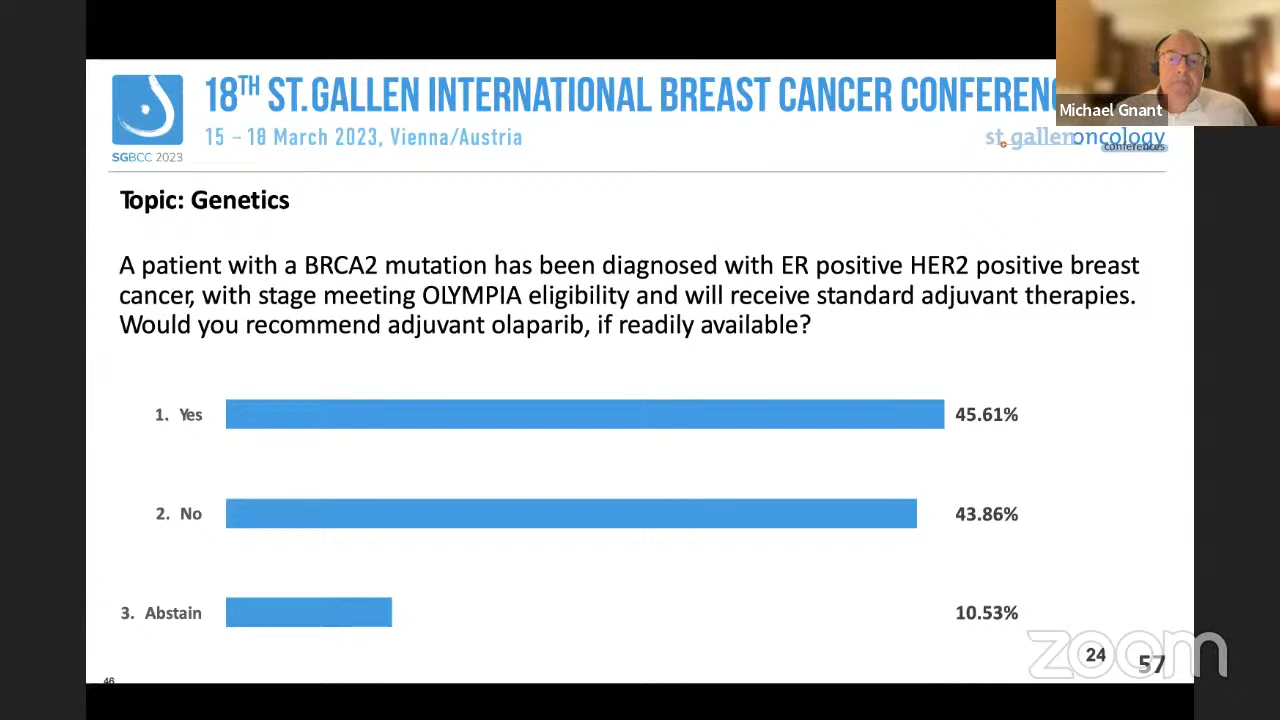 18TH ST.GALLEN INTERNATIONAL BREAST CANCER CONFEREN
15 – 18 March 2023, Vienna/Austria
SGBCC 2023
Michael Gnant
st.gallenoncology
conferences
Topic: Genetics
A patient with a BRCA2 mutation has been diagnosed with ER positive HER2 positive breast
cancer, with stage meeting OLYMPIA eligibility and will receive standard adjuvant therapies.
Would you recommend adjuvant olaparib, if readily available?
1. Yes 45.61%
2. No 43.86%
3. Abstain 10.53%
zoom
24 57
46